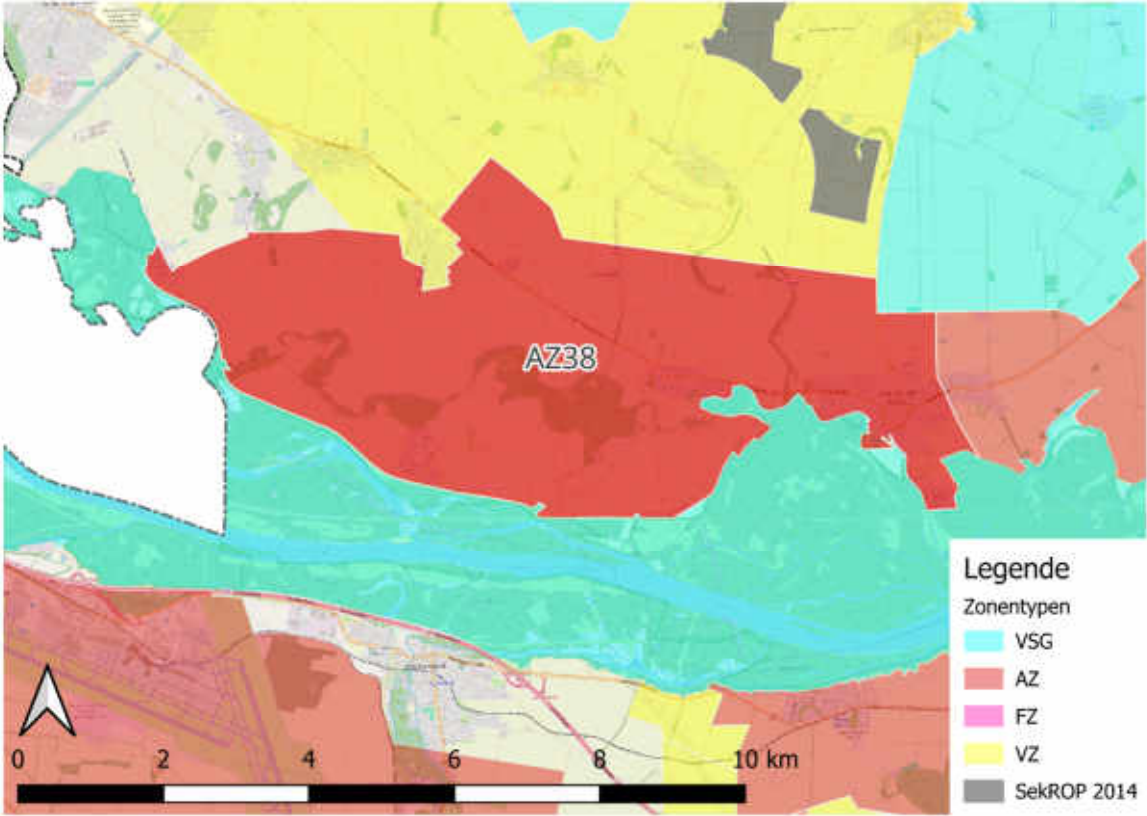 AZ38
Legende
Zonentypen
VSG
AZ
FZ
VZ
SekROP 2014
0 2 4 6 8 10 km